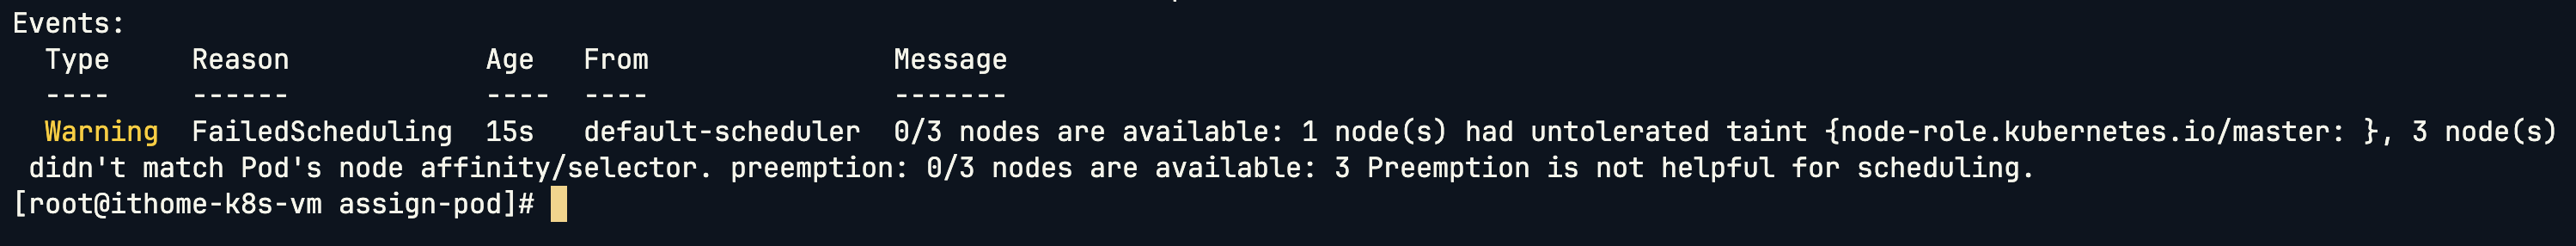 Events:
  Type     Reason            Age   From               Message
  ----     ------            ----  ----               -------
  Warning  FailedScheduling  15s   default-scheduler  0/3 nodes are available: 1 node(s) had untolerated taint {node-role.kubernetes.io/master: }, 3 node(s)
 didn't match Pod's node affinity/selector. preemption: 0/3 nodes are available: 3 Preemption is not helpful for scheduling.
[root@ithome-k8s-vm assign-pod]#